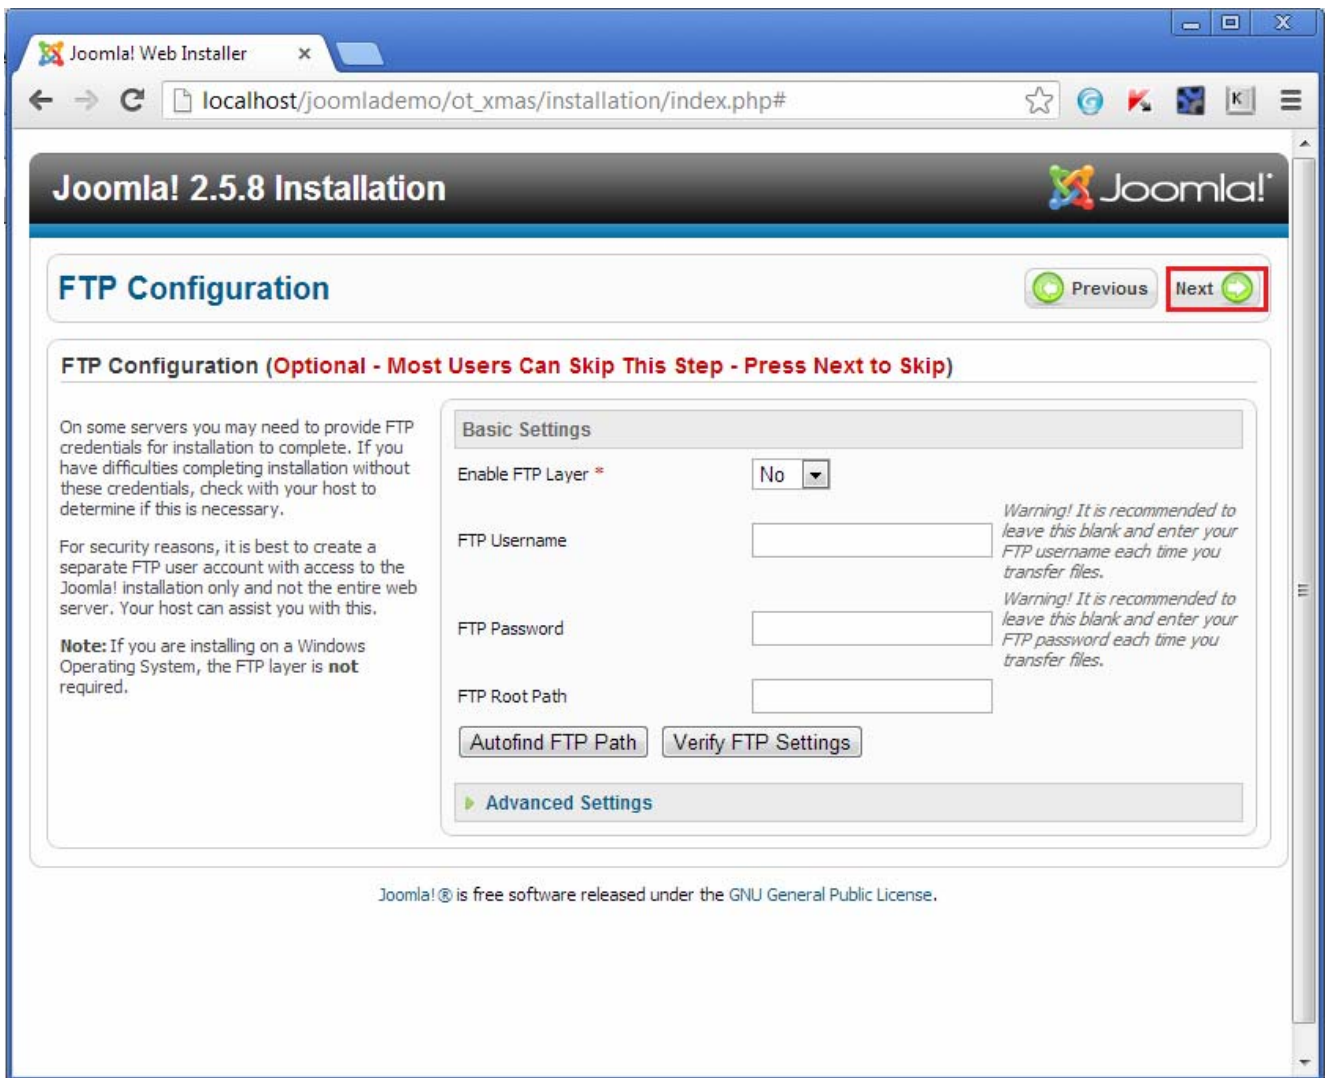 Joomla! Web Installer
localhost/joomlademo/ot_xmas/installation/index.php#
K
Joomla! 2.5.8 Installation
Joomla!
FTP Configuration
Previous
Next
FTP Configuration (Optional - Most Users Can Skip This Step - Press Next to Skip)
On some servers you may need to provide FTP
credentials for installation to complete. If you
have difficulties completing installation without
these credentials, check with your host to
determine if this is necessary.
For security reasons, it is best to create a
separate FTP user account with access to the
Joomla! installation only and not the entire web
server. Your host can assist you with this.
Note: If you are installing on a Windows
Operating System, the FTP layer is not
required.
Basic Settings
Enable FTP Layer *
No
FTP Username
Warning! It is recommended to
leave this blank and enter your
FTP username each time you
transfer files.
FTP Password
Warning! It is recommended to
leave this blank and enter your
FTP password each time you
transfer files.
FTP Root Path
Autofind FTP Path
Verify FTP Settings
Advanced Settings
Joomla!® is free software released under the GNU General Public License.